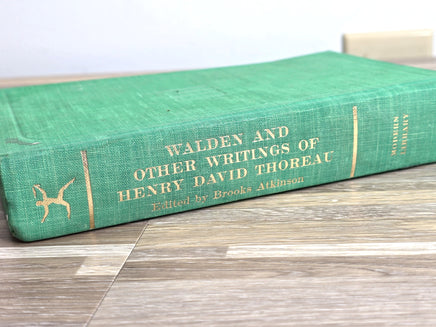 WALDEN AND
OTHER WRITINGS OF
HENRY DAVID THOREAU
Edited by Brooks Atkinson
MODERN
LIBRARY